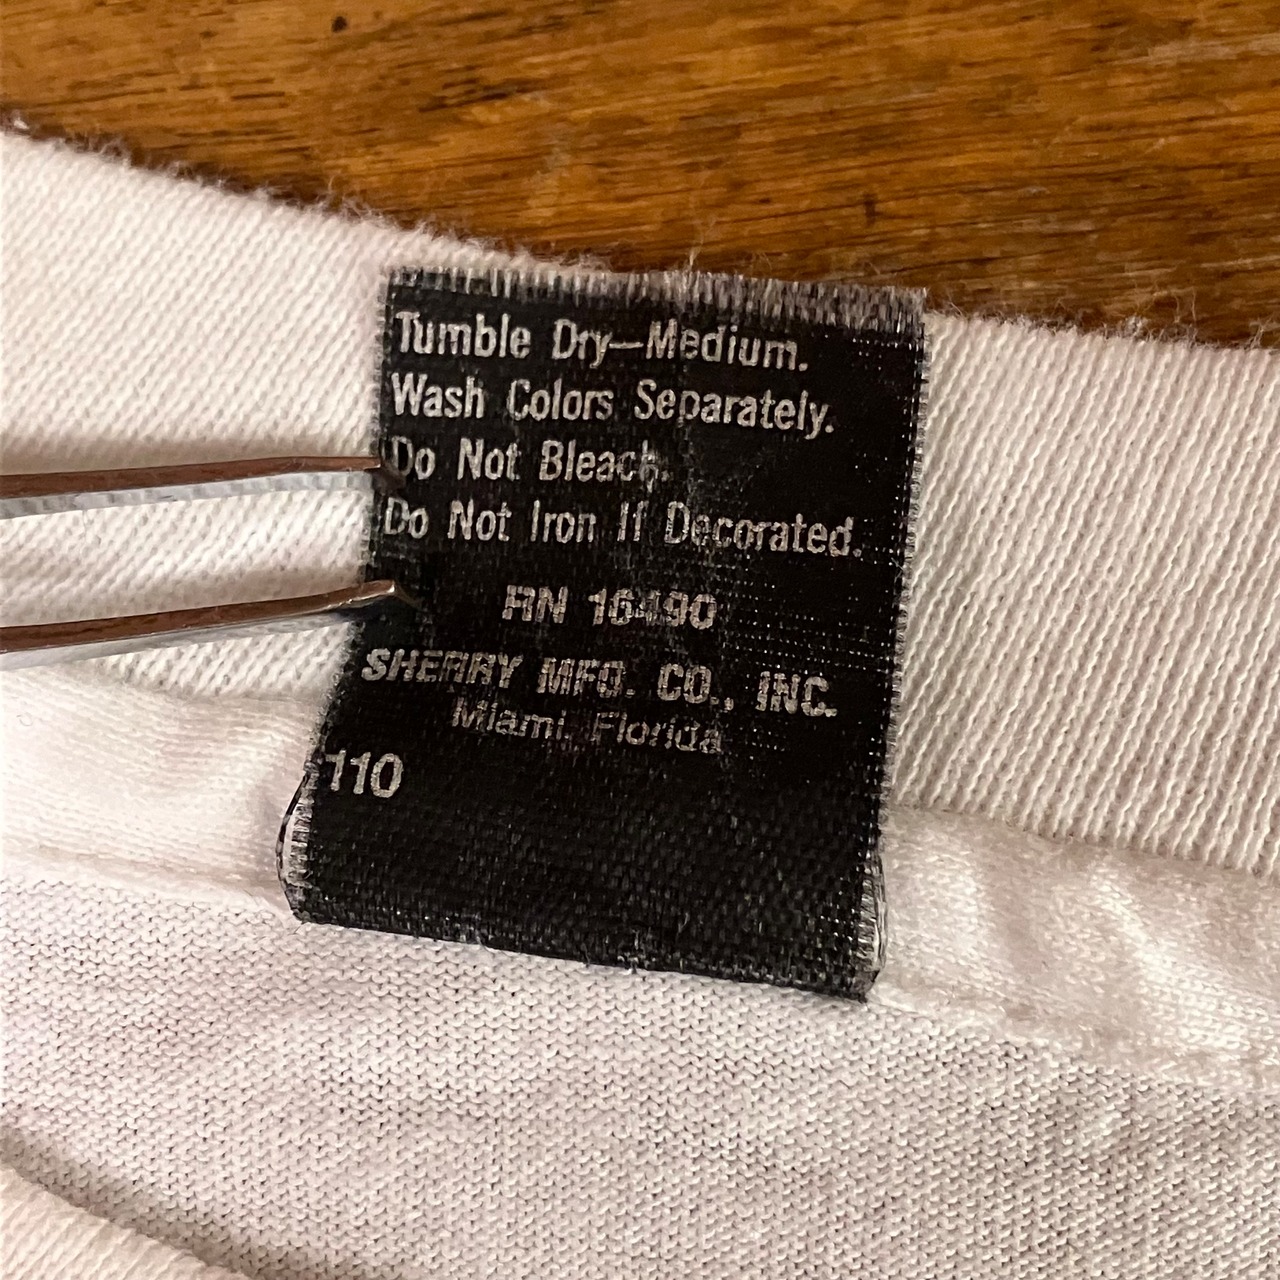 Tumble Dry—Medium.
Wash Colors Separately.
Do Not Bleach.
Do Not Iron If Decorated.
RN 16490
SHERRY MFG. CO., INC.
Miami, Florida
110